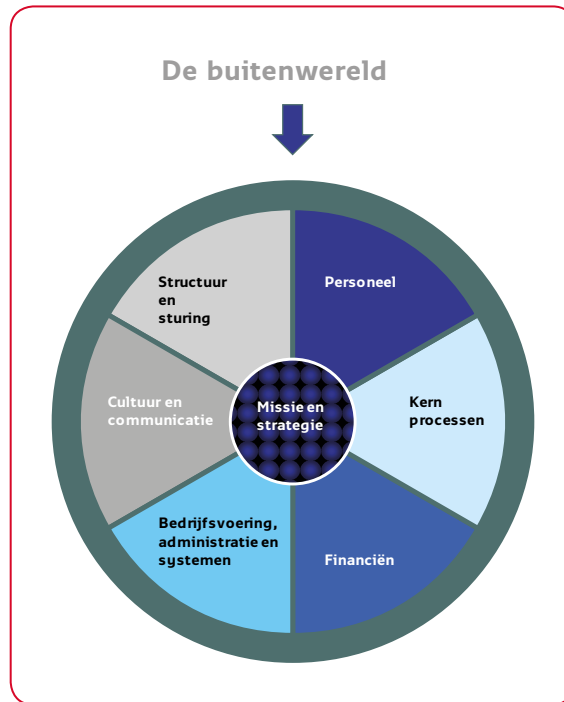 De buitenwereld
Structuur
en
sturing
Personeel
Cultuur en
communicatie
Missie en
strategie
Kern
processen
Bedrijfsvoering,
administratie en
systemen
Financiën